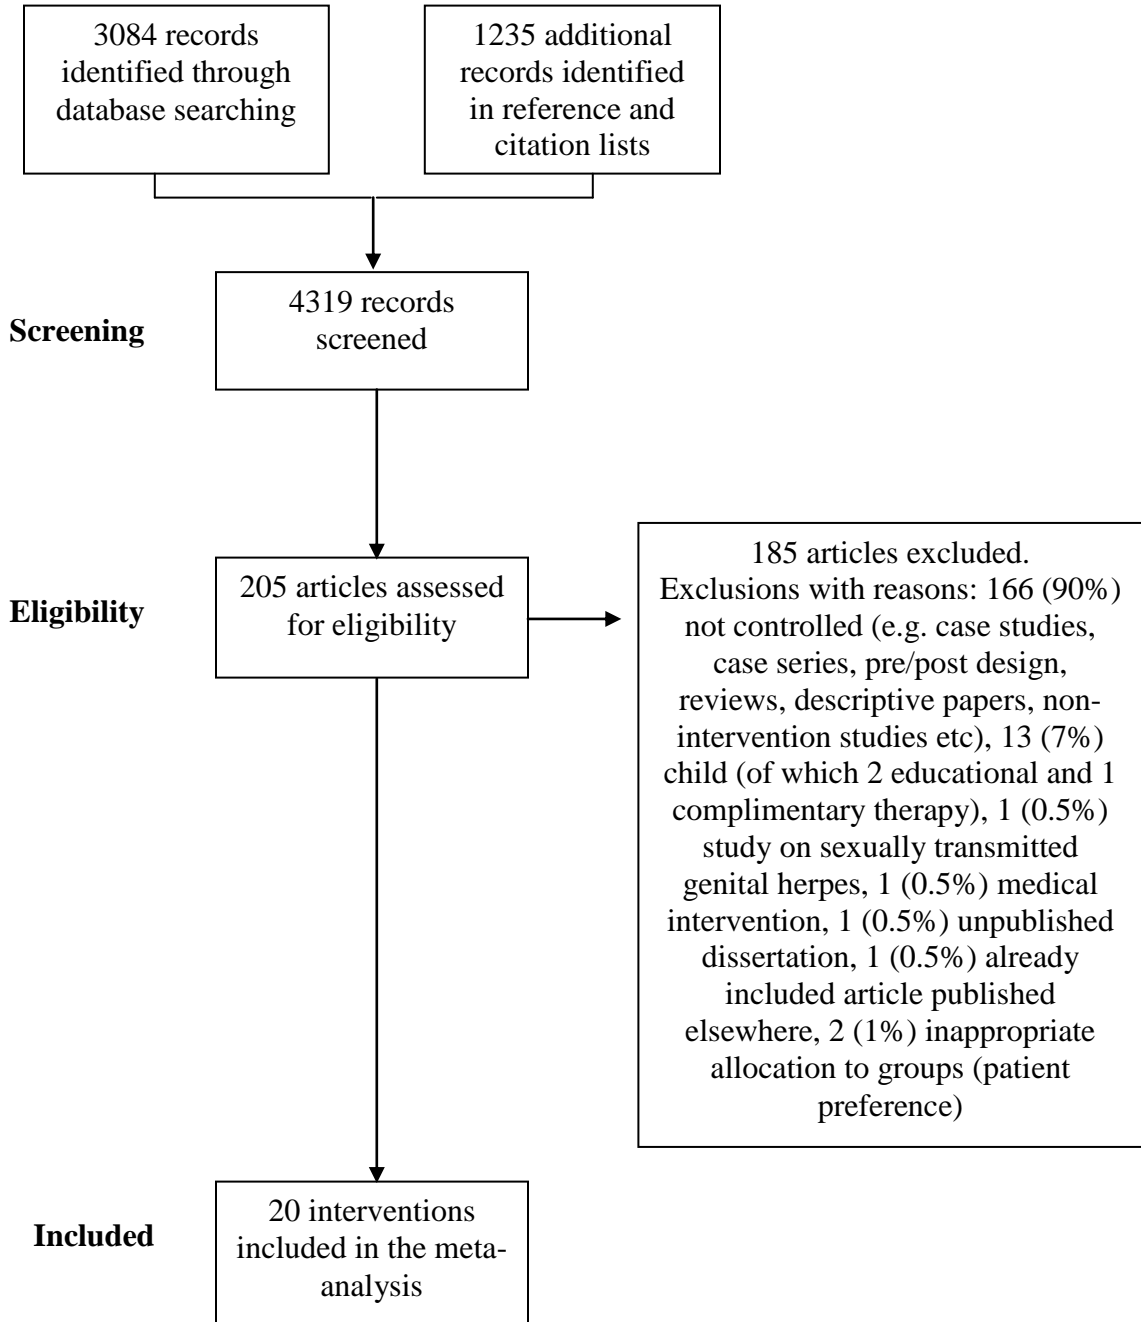 3084 records
identified through
database searching
1235 additional
records identified
in reference and
citation lists
Screening
4319 records
screened
Eligibility
205 articles assessed
for eligibility
185 articles excluded.
Exclusions with reasons: 166 (90%)
not controlled (e.g. case studies,
case series, pre/post design,
reviews, descriptive papers, non-
intervention studies etc), 13 (7%)
child (of which 2 educational and 1
complimentary therapy), 1 (0.5%)
study on sexually transmitted
genital herpes, 1 (0.5%) medical
intervention, 1 (0.5%) unpublished
dissertation, 1 (0.5%) already
included article published
elsewhere, 2 (1%) inappropriate
allocation to groups (patient
preference)
Included
20 interventions
included in the meta-
analysis